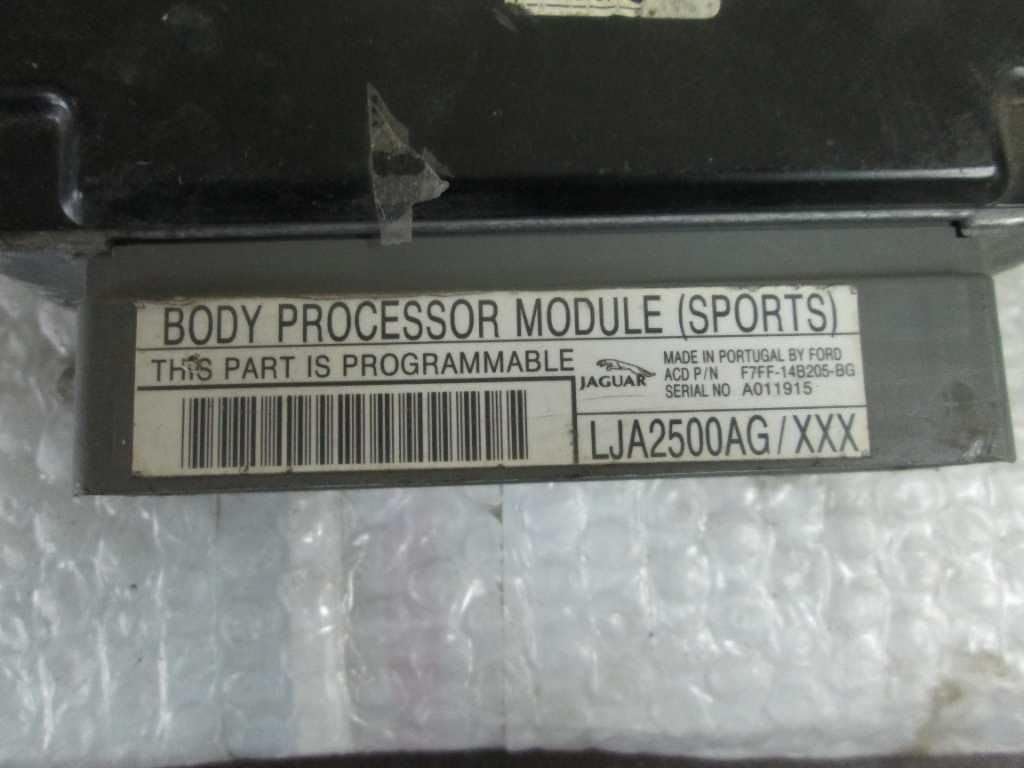 BODY PROCESSOR MODULE (SPORTS)
THIS PART IS PROGRAMMABLE
JAGUAR
MADE IN PORTUGAL BY FORD
ACD P/N F7FF-14B205-BG
SERIAL NO A011915
LJA2500AG/XXX